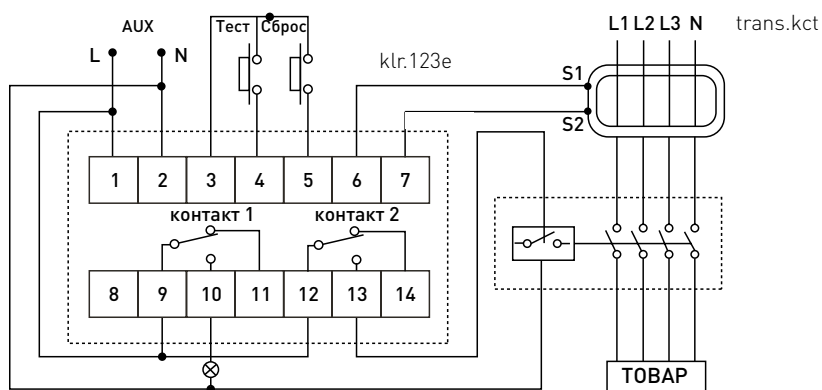 AUX
Тест Сброс
L1 L2 L3 N
trans.kct
L N
klr.123e
S1
S2
1 2 3 4 5 6 7
контакт 1
контакт 2
8 9 10 11 12 13 14
ТОВАР